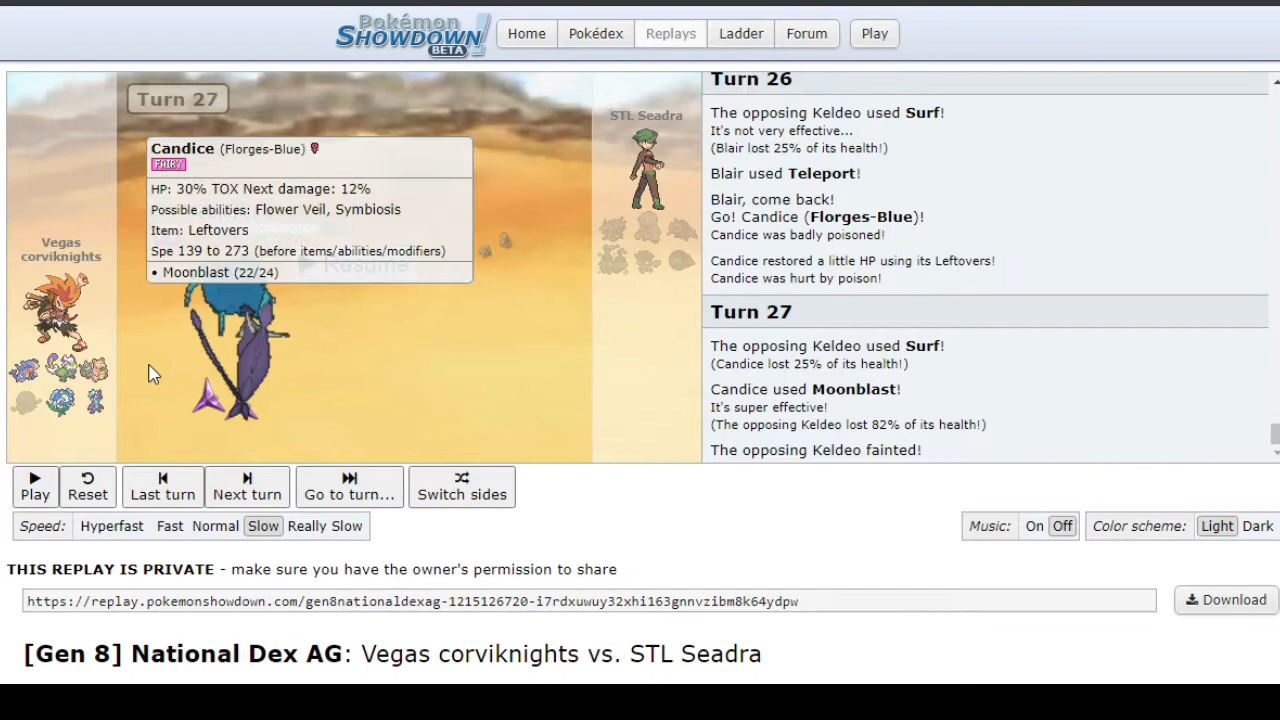 Pokémon
SHOWDOWN!
BETA
Home
Pokédex
Replays
Ladder
Forum
Play
Turn 27
Candice (Florges-Blue)
FAIRY
HP: 30% TOX Next damage: 12%
Possible abilities: Flower Veil, Symbiosis
Item: Leftovers
Spe 139 to 273 (before items/abilities/modifiers)
• Moonblast (22/24)
Resume
Vegas
corviknights
STL Seadra
Turn 26
The opposing Keldeo used Surf!
It's not very effective...
(Blair lost 25% of its health!)
Blair used Teleport!
Blair, come back!
Go! Candice (Florges-Blue)!
Candice was badly poisoned!
Candice restored a little HP using its Leftovers!
Candice was hurt by poison!
Turn 27
The opposing Keldeo used Surf!
(Candice lost 25% of its health!)
Candice used Moonblast!
It's super effective!
(The opposing Keldeo lost 82% of its health!)
The opposing Keldeo fainted!
Play
Reset
Last turn
Next turn
Go to turn...
Switch sides
Speed: Hyperfast Fast Normal Slow Really Slow
Music: On Off
Color scheme: Light Dark
THIS REPLAY IS PRIVATE - make sure you have the owner's permission to share
https://replay.pokemonshowdown.com/gen8nationaldexag-1215126720-i7rdxuwuy32xhi163gnnvzibm8k64ydpw
Download
[Gen 8] National Dex AG: Vegas corviknights vs. STL Seadra